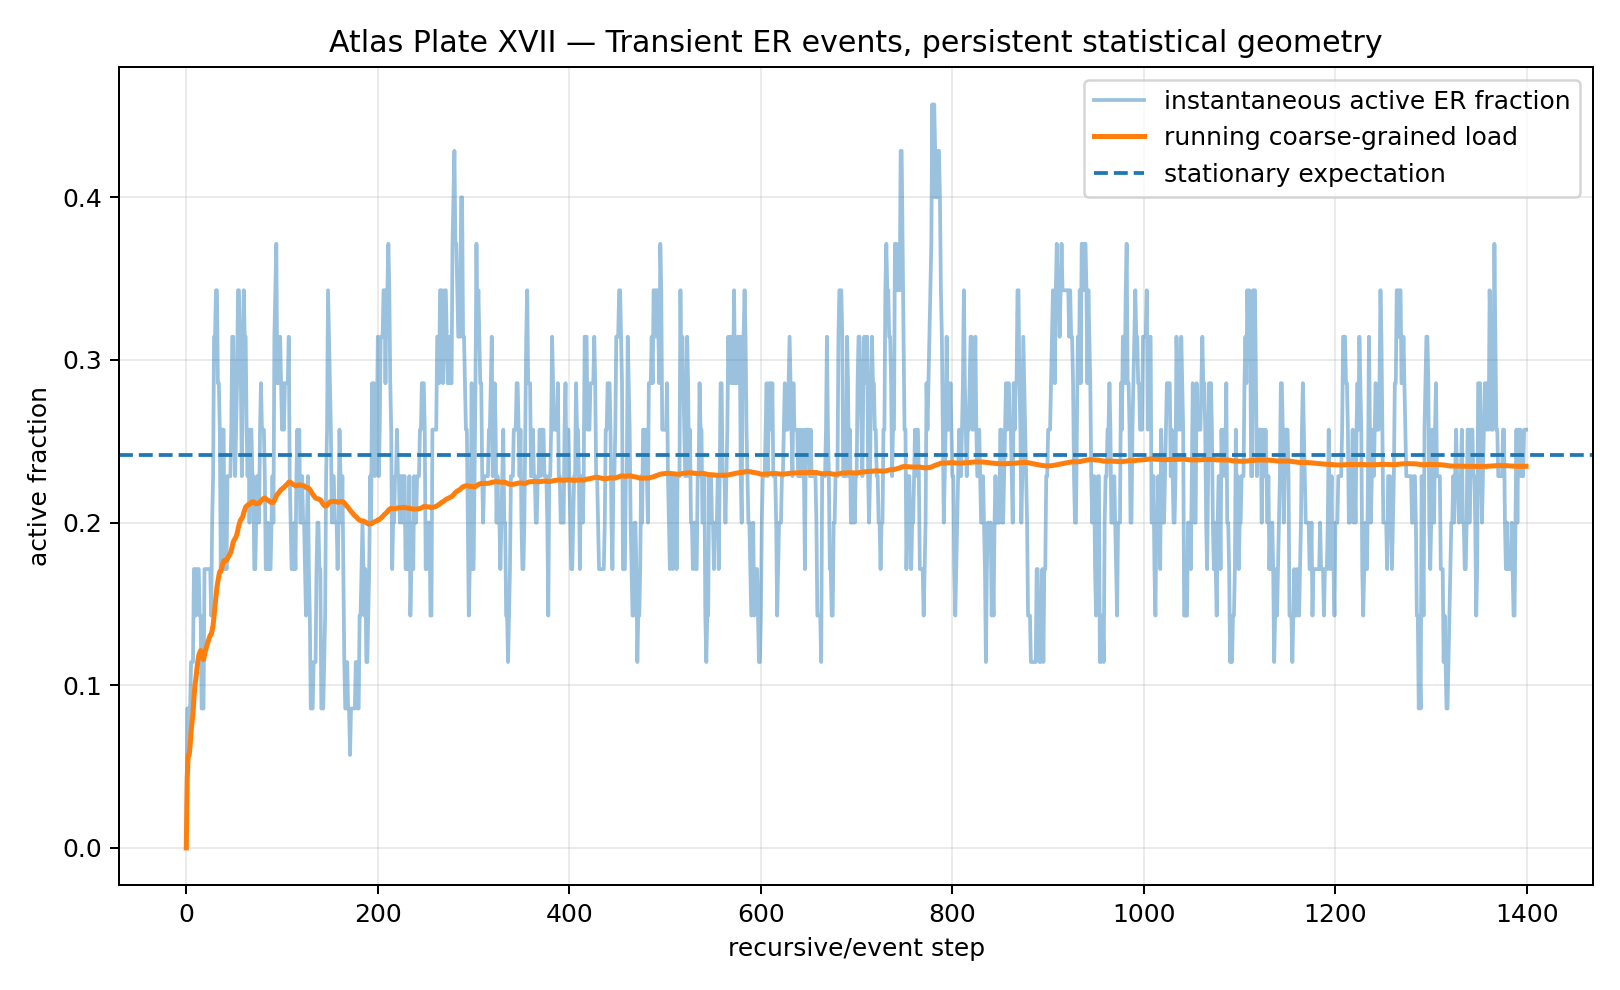 Atlas Plate XVII — Transient ER events, persistent statistical geometry
instantaneous active ER fraction
running coarse-grained load
stationary expectation
active fraction
0.4
0.3
0.2
0.1
0.0
0 200 400 600 800 1000 1200 1400
recursive/event step